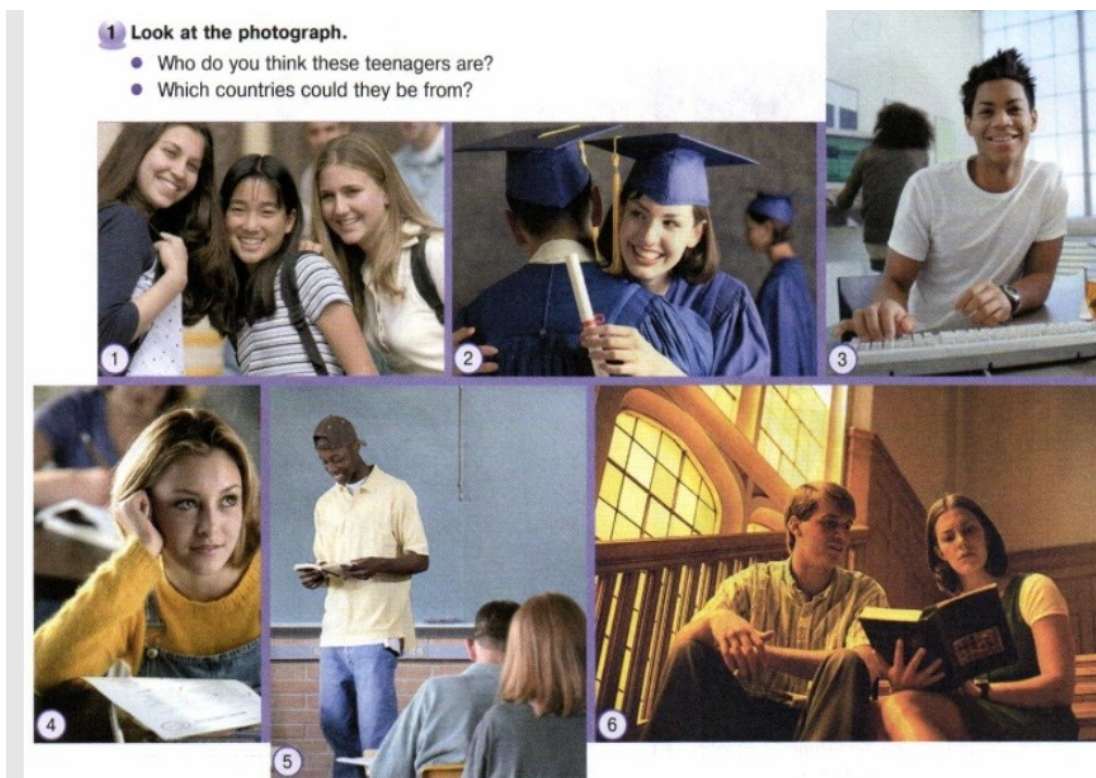 1 Look at the photograph.
● Who do you think these teenagers are?
● Which countries could they be from?
1
2
3
4
5
6